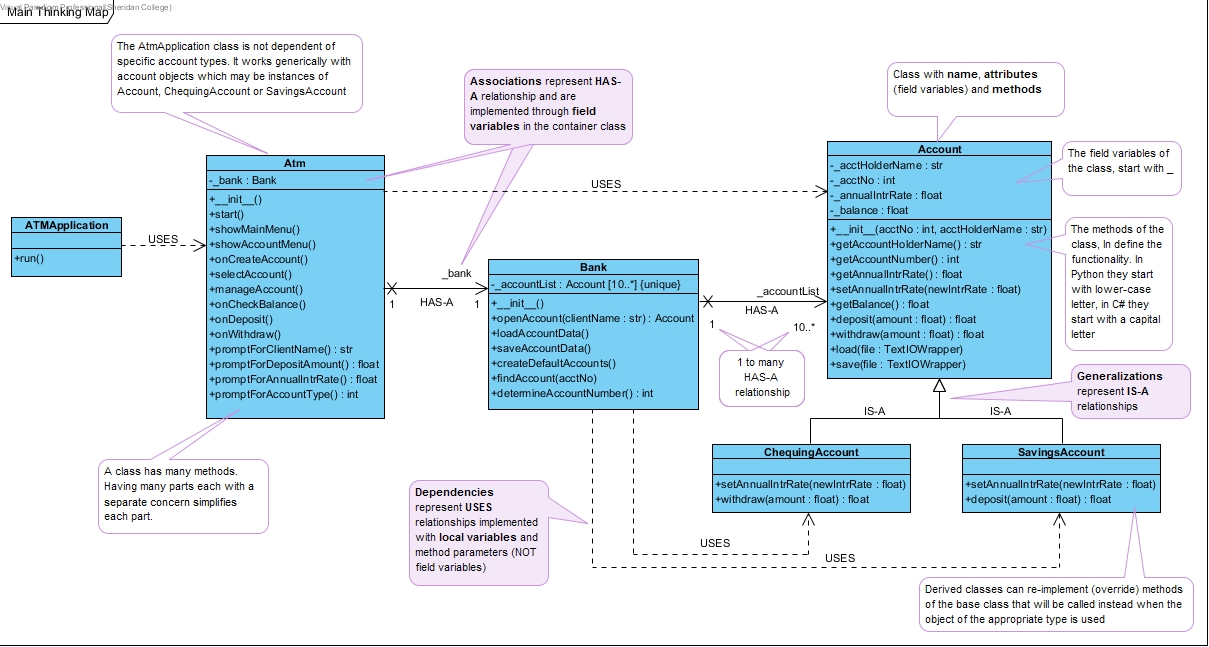 Visual Paradigm Professional(Sheridan College)
Main Thinking Map
The AtmApplication class is not dependent of
specific account types. It works generically with
account objects which may be instances of
Account, ChequingAccount or SavingsAccount
Associations represent HAS-
A relationship and are
implemented through field
variables in the container class
Class with name, attributes
(field variables) and methods
The field variables of
the class, start with _
Atm
-_bank : Bank
+__init__()
+start()
+showMainMenu()
+showAccountMenu()
+onCreateAccount()
+selectAccount()
+manageAccount()
+onCheckBalance()
+onDeposit()
+onWithdraw()
+promptForClientName() : str
+promptForDepositAmount() : float
+promptForAnnualIntrRate() : float
+promptForAccountType() : int
USES
ATMApplication
+run()
USES
Account
-_acctHolderName : str
-_acctNo : int
-_annualIntrRate : float
-_balance : float
+__init__(acctNo : int, acctHolderName : str)
+getAccountHolderName() : str
+getAccountNumber() : int
+getAnnualIntrRate() : float
+setAnnualIntrRate(newIntrRate : float)
+getBalance() : float
+deposit(amount : float) : float
+withdraw(amount : float) : float
+load(file : TextIOWrapper)
+save(file : TextIOWrapper)
The methods of the
class, In define the
functionality. In
Python they start
with lower-case
letter, in C# they
start with a capital
letter
_bank
1
HAS-A
1
Bank
-_accountList : Account [10..*] {unique}
+__init__()
+openAccount(clientName : str) : Account
+loadAccountData()
+saveAccountData()
+createDefaultAccounts()
+findAccount(acctNo)
+determineAccountNumber() : int
_accountList
HAS-A
1
10..*
1 to many
HAS-A
relationship
Generalizations
represent IS-A
relationships
IS-A
IS-A
ChequingAccount
+setAnnualIntrRate(newIntrRate : float)
+withdraw(amount : float) : float
SavingsAccount
+setAnnualIntrRate(newIntrRate : float)
+deposit(amount : float) : float
A class has many methods.
Having many parts each with a
separate concern simplifies
each part.
Dependencies
represent USES
relationships implemented
with local variables and
method parameters (NOT
field variables)
USES
USES
Derived classes can re-implement (override) methods
of the base class that will be called instead when the
object of the appropriate type is used